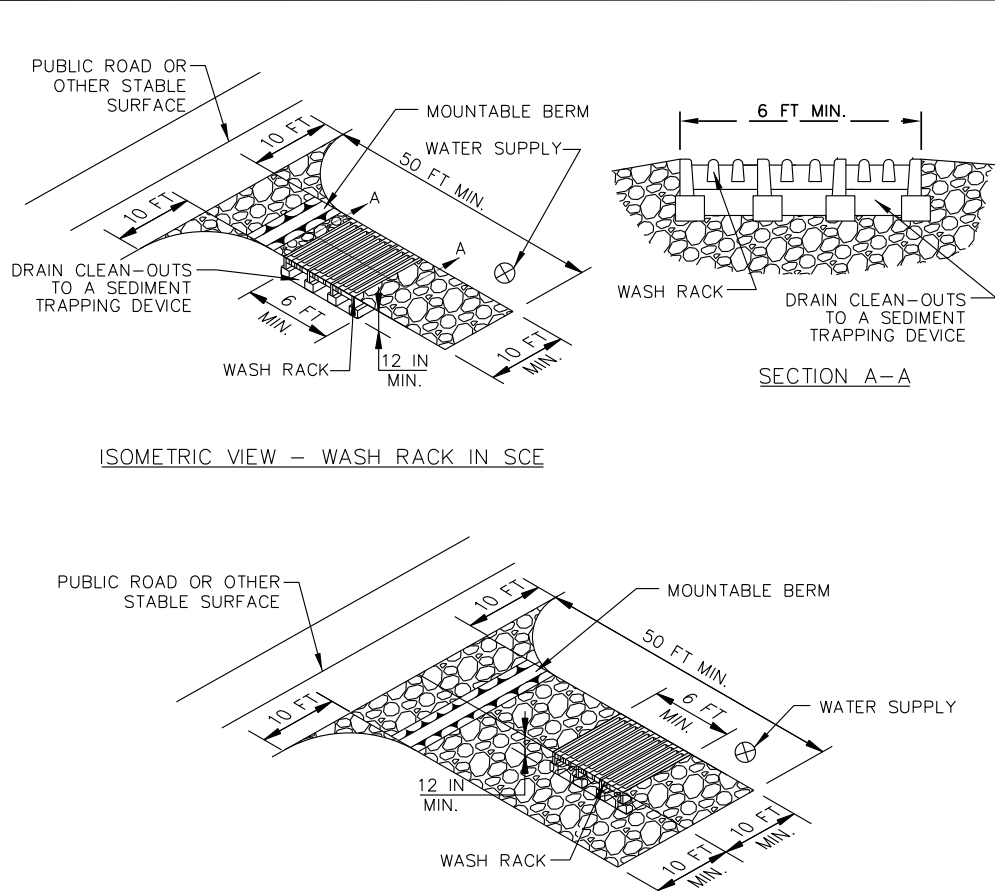 PUBLIC ROAD OR
OTHER STABLE
SURFACE
10 FT
MOUNTABLE BERM
WATER SUPPLY
50 FT MIN.
10 FT
A
A
DRAIN CLEAN-OUTS
TO A SEDIMENT
TRAPPING DEVICE
6 FT
MIN.
WASH RACK
12 IN
MIN.
10 FT
MIN.
ISOMETRIC VIEW - WASH RACK IN SCE
6 FT MIN.
WASH RACK
DRAIN CLEAN-OUTS
TO A SEDIMENT
TRAPPING DEVICE
SECTION A-A
PUBLIC ROAD OR OTHER
STABLE SURFACE
10 FT
MOUNTABLE BERM
50 FT MIN.
10 FT
6 FT
MIN.
WATER SUPPLY
12 IN
MIN.
WASH RACK
10 FT
MIN.
10 FT
MIN.